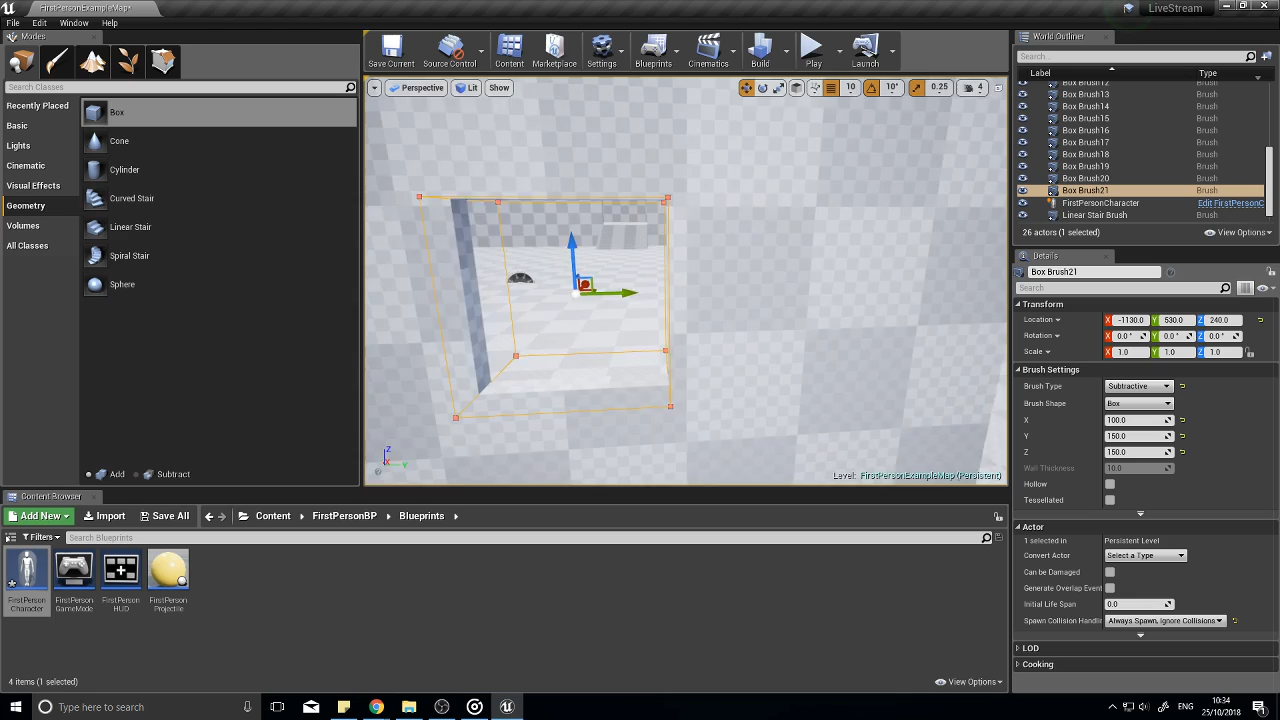 FirstPersonExampleMap*
LiveStream
File Edit Window Help
Modes
Search Classes
Recently Placed
Basic
Lights
Cinematic
Visual Effects
Geometry
Volumes
All Classes
Box
Cone
Cylinder
Curved Stair
Linear Stair
Spiral Stair
Sphere
Add
Subtract
Save Current
Source Control
Content
Marketplace
Settings
Blueprints
Cinematics
Build
Play
Launch
Perspective
Lit
Show
10
10°
0.25
4
Z
X
Y
Level: FirstPersonExampleMap (Persistent)
World Outliner
Search...
Label
Type
Box Brush12 Brush
Box Brush13 Brush
Box Brush14 Brush
Box Brush15 Brush
Box Brush16 Brush
Box Brush17 Brush
Box Brush18 Brush
Box Brush19 Brush
Box Brush20 Brush
Box Brush21 Brush
FirstPersonCharacter Edit FirstPersonC
Linear Stair Brush Brush
26 actors (1 selected)
View Options
Details
Box Brush21
Search
Transform
Location X -1130.0 Y 530.0 Z 240.0
Rotation X 0.0 ° Y 0.0 ° Z 0.0 °
Scale X 1.0 Y 1.0 Z 1.0
Brush Settings
Brush Type Subtractive
Brush Shape Box
X 100.0
Y 150.0
Z 150.0
Wall Thickness 10.0
Hollow
Tessellated
Actor
1 selected in Persistent Level
Convert Actor Select a Type
Can be Damaged
Generate Overlap Event
Initial Life Span 0.0
Spawn Collision Handlin Always Spawn, Ignore Collisions
LOD
Cooking
Content Browser
Add New
Import
Save All
Content
FirstPersonBP
Blueprints
Filters
Search Blueprints
FirstPerson
Character
FirstPerson
GameMode
FirstPerson
HUD
FirstPerson
Projectile
4 items (1 selected)
View Options
Type here to search
ENG
10:34
25/10/2018
1